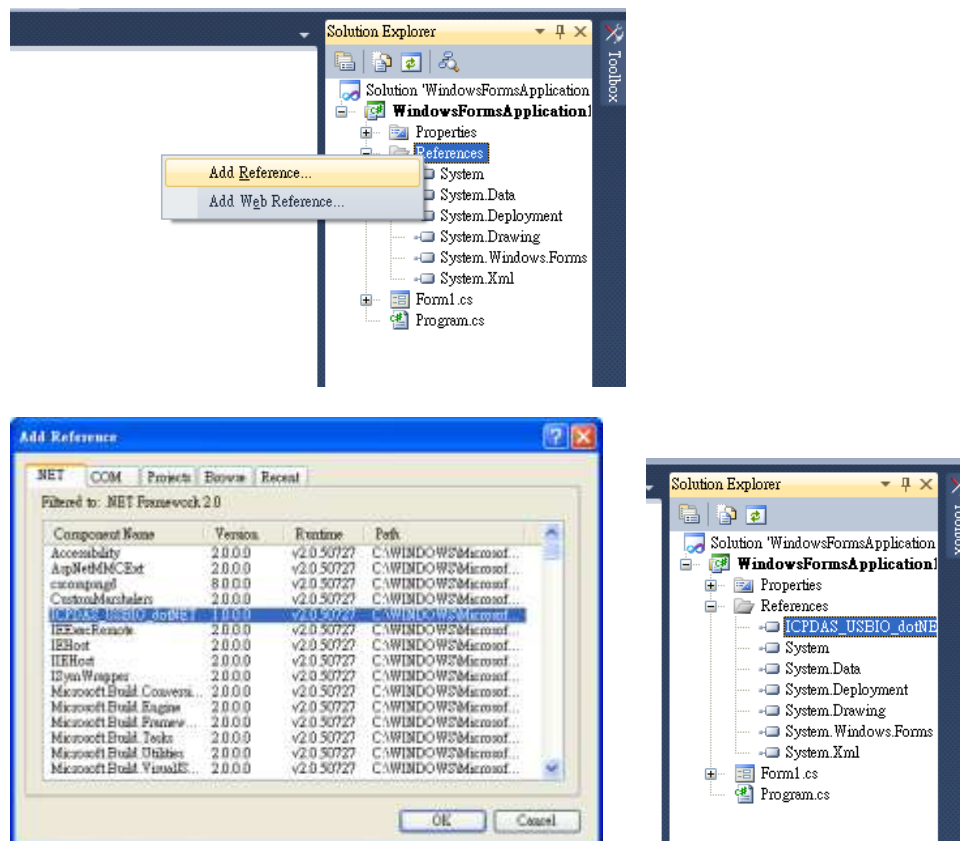 Solution Explorer
Toolbox
Solution 'WindowsFormsApplication
WindowsFormsApplication1
Properties
References
Add Reference...
Add Web Reference...
System
System.Data
System.Deployment
System.Drawing
System.Windows.Forms
System.Xml
Form1.cs
Program.cs
Add Reference
.NET COM Projects Browse Recent
Filtered to: .NET Framework 2.0
Component Name Version Runtime Path
Accessibility 2.0.0.0 v2.0.50727 C:\WINDOWS\Microsof...
AspNetMMCExt 2.0.0.0 v2.0.50727 C:\WINDOWS\Microsof...
cscompmgd 8.0.0.0 v2.0.50727 C:\WINDOWS\Microsof...
CustomMarshalers 2.0.0.0 v2.0.50727 C:\WINDOWS\Microsof...
ICPDAS_USBIO_dotNET 1.0.0.0 v2.0.50727 C:\WINDOWS\Microsof...
IEExecRemote 2.0.0.0 v2.0.50727 C:\WINDOWS\Microsof...
IEHost 2.0.0.0 v2.0.50727 C:\WINDOWS\Microsof...
IIEHost 2.0.0.0 v2.0.50727 C:\WINDOWS\Microsof...
ISymWrapper 2.0.0.0 v2.0.50727 C:\WINDOWS\Microsof...
Microsoft.Build.Conversi... 2.0.0.0 v2.0.50727 C:\WINDOWS\Microsof...
Microsoft.Build.Engine 2.0.0.0 v2.0.50727 C:\WINDOWS\Microsof...
Microsoft.Build.Framew... 2.0.0.0 v2.0.50727 C:\WINDOWS\Microsof...
Microsoft.Build.Tasks 2.0.0.0 v2.0.50727 C:\WINDOWS\Microsof...
Microsoft.Build.Utilities 2.0.0.0 v2.0.50727 C:\WINDOWS\Microsof...
Microsoft.Build.VisualJS... 2.0.0.0 v2.0.50727 C:\WINDOWS\Microsof...
OK Cancel
Solution Explorer
Toolbox
Solution 'WindowsFormsApplication
WindowsFormsApplication1
Properties
References
ICPDAS_USBIO_dotNE
System
System.Data
System.Deployment
System.Drawing
System.Windows.Forms
System.Xml
Form1.cs
Program.cs